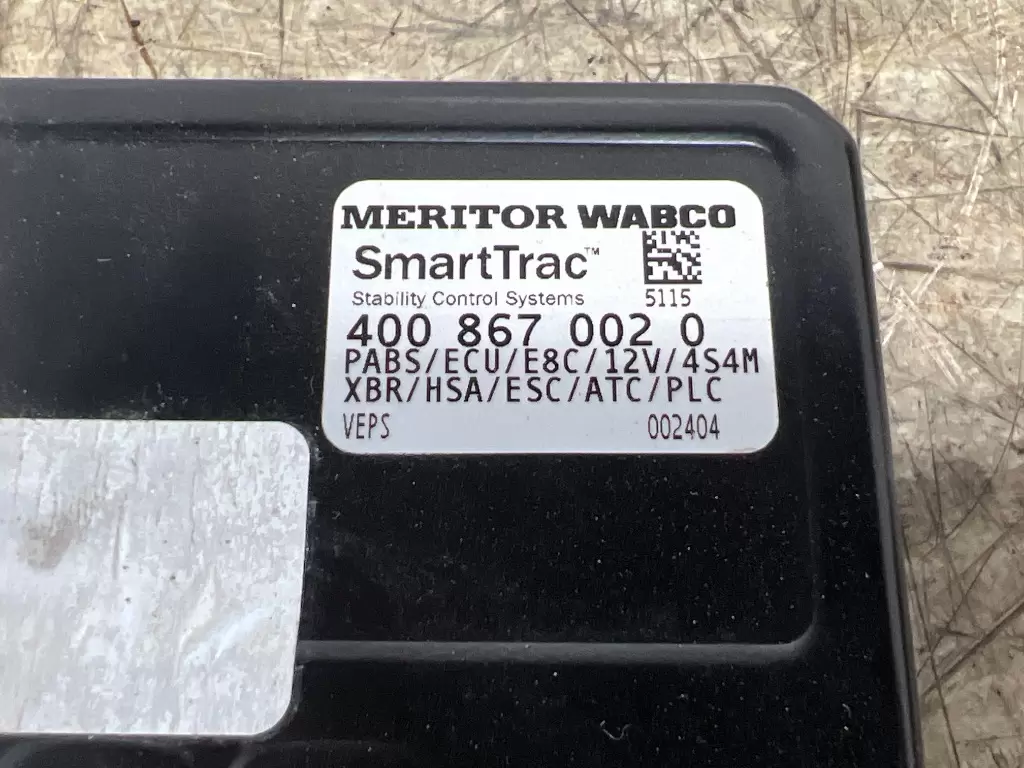 MERITOR WABCO
SmartTrac™
Stability Control Systems 5115
400 867 002 0
PABS/ECU/E8C/12V/4S4M
XBR/HSA/ESC/ATC/PLC
VEPS 002404